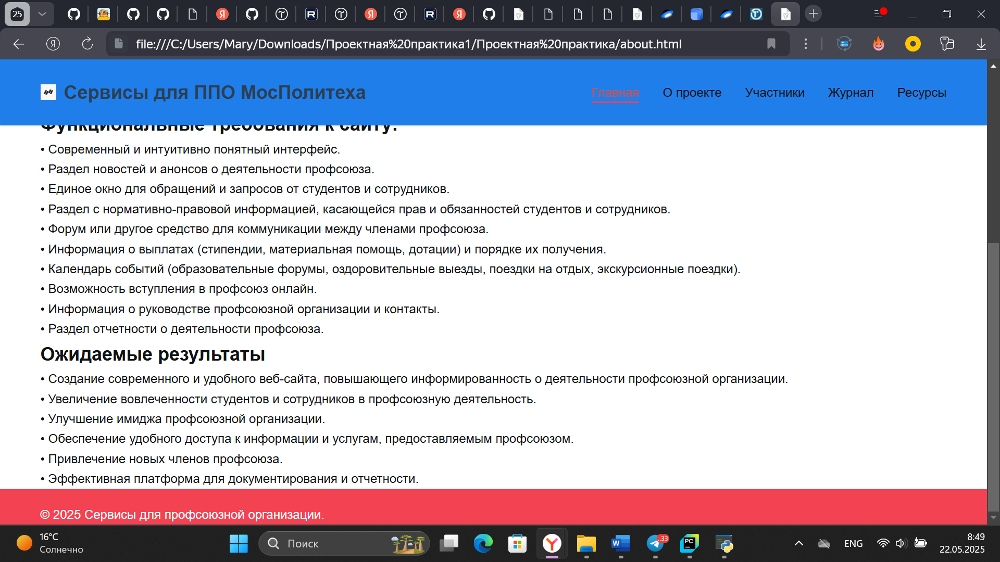 25
file:///C:/Users/Mary/Downloads/Проектная%20практика1/Проектная%20практика/about.html
Сервисы для ППО МосПолитеха
Главная О проекте Участники Журнал Ресурсы
Функциональные требования к сайту:
• Современный и интуитивно понятный интерфейс.
• Раздел новостей и анонсов о деятельности профсоюза.
• Единое окно для обращений и запросов от студентов и сотрудников.
• Раздел с нормативно-правовой информацией, касающейся прав и обязанностей студентов и сотрудников.
• Форум или другое средство для коммуникации между членами профсоюза.
• Информация о выплатах (стипендии, материальная помощь, дотации) и порядке их получения.
• Календарь событий (образовательные форумы, оздоровительные выезды, поездки на отдых, экскурсионные поездки).
• Возможность вступления в профсоюз онлайн.
• Информация о руководстве профсоюзной организации и контакты.
• Раздел отчетности о деятельности профсоюза.
Ожидаемые результаты
• Создание современного и удобного веб-сайта, повышающего информированность о деятельности профсоюзной организации.
• Увеличение вовлеченности студентов и сотрудников в профсоюзную деятельность.
• Улучшение имиджа профсоюзной организации.
• Обеспечение удобного доступа к информации и услугам, предоставляемым профсоюзом.
• Привлечение новых членов профсоюза.
• Эффективная платформа для документирования и отчетности.
© 2025 Сервисы для профсоюзной организации.
16°C
Солнечно
Поиск
ENG
8:49
22.05.2025